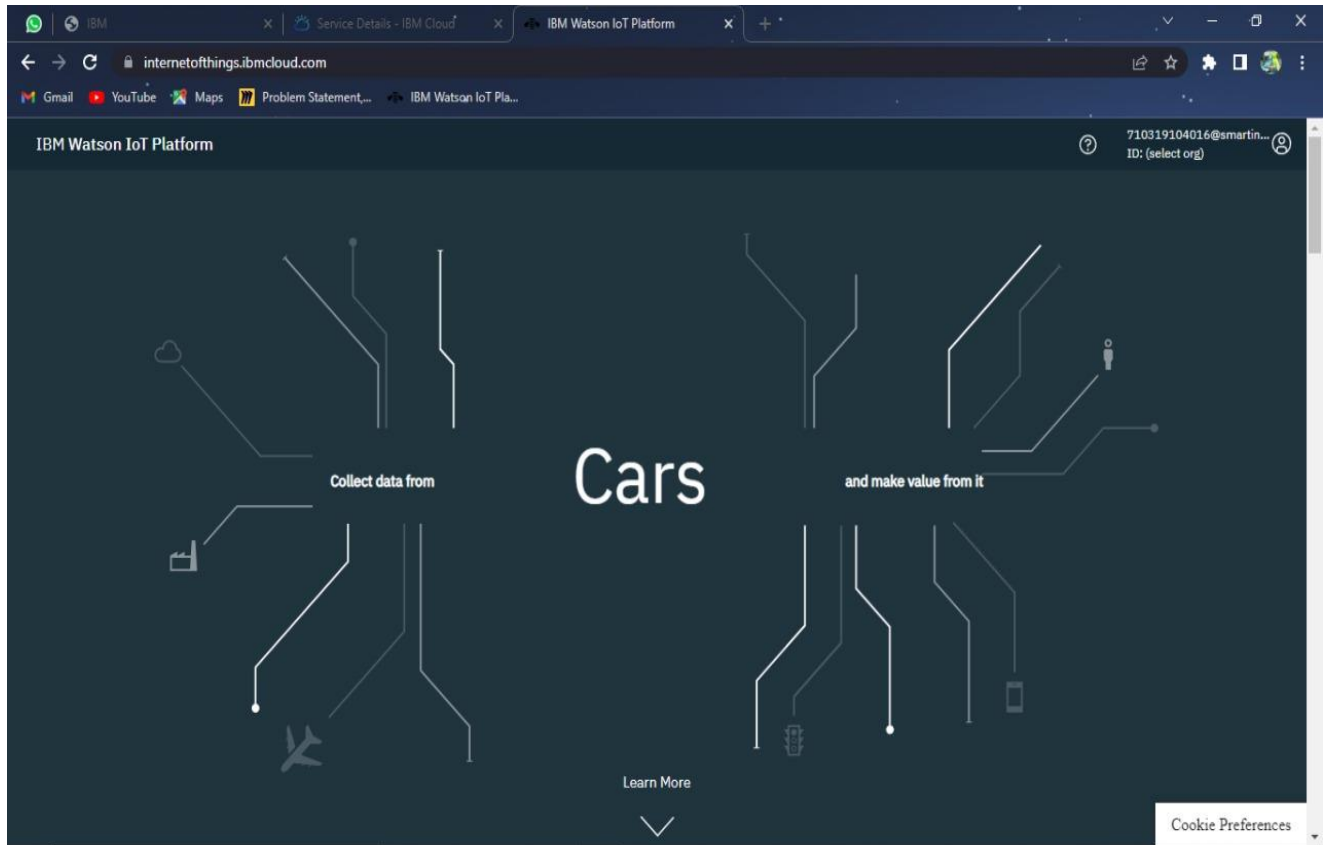 IBM
Service Details - IBM Cloud
IBM Watson IoT Platform
internetofthings.ibmcloud.com
Gmail
YouTube
Maps
Problem Statement,...
IBM Watson IoT Pla...
IBM Watson IoT Platform
710319104016@smartin...
ID: (select org)
Collect data from
Cars
and make value from it
Learn More
Cookie Preferences